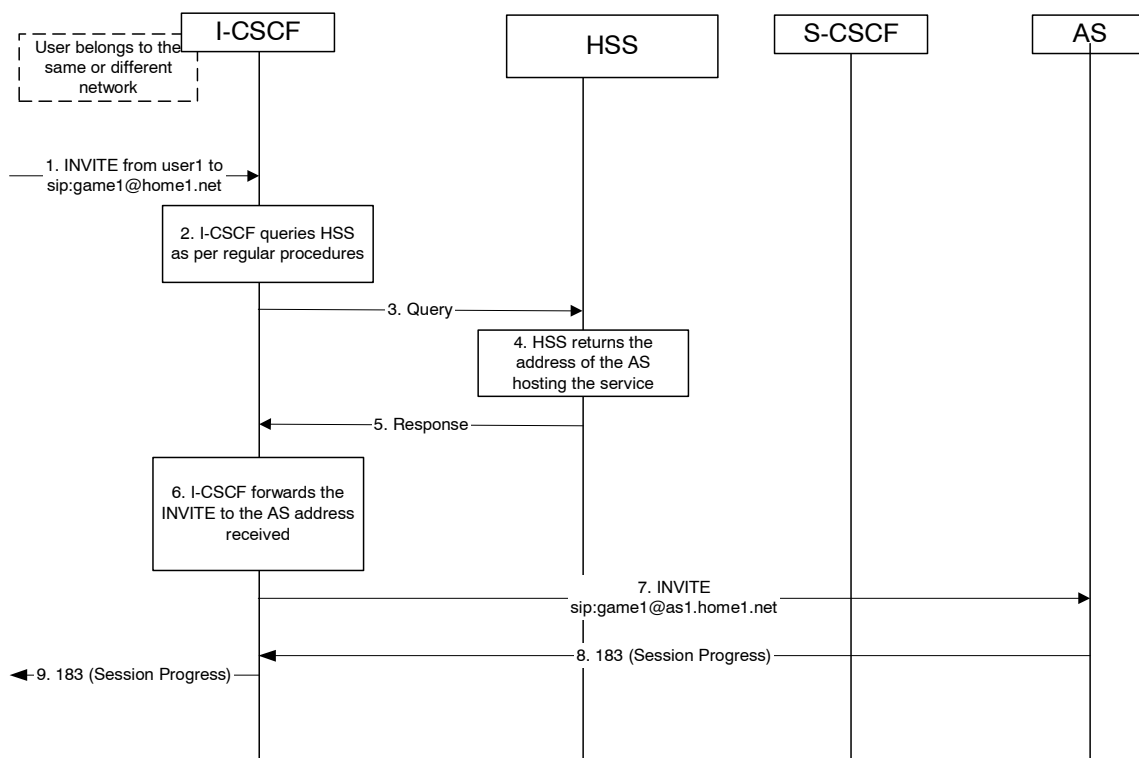 I-CSCF
HSS
S-CSCF
AS
User belongs to the
same or different
network
1. INVITE from user1 to
sip:game1@home1.net
2. I-CSCF queries HSS
as per regular procedures
3. Query
4. HSS returns the
address of the AS
hosting the service
5. Response
6. I-CSCF forwards the
INVITE to the AS address
received
7. INVITE
sip:game1@as1.home1.net
8. 183 (Session Progress)
9. 183 (Session Progress)